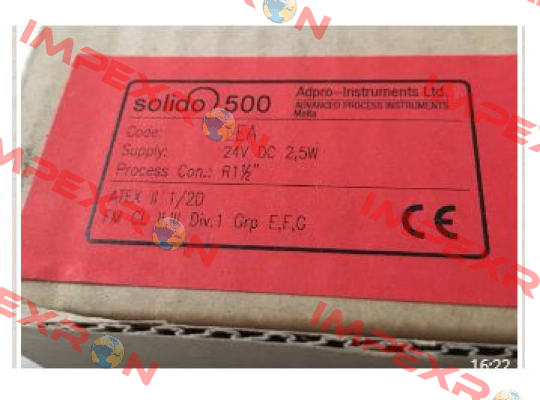 solido 500
Adpro-Instruments Ltd.
ADVANCED PROCESS INSTRUMENTS
Malta
Code:
Supply: 24V DC 2,5W
Process Con.: R1½"
ATEX II 1/2D
FM CL II,III Div.1 Grp E,F,G
CE
16:22
IMPEXRON